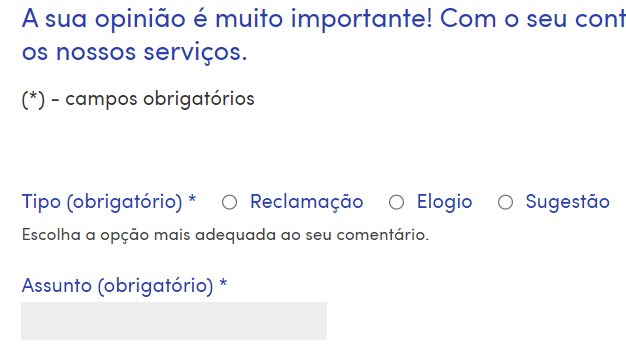 A sua opinião é muito importante! Com o seu cont
os nossos serviços.
(*) - campos obrigatórios
Tipo (obrigatório) * Reclamação Elogio Sugestão
Escolha a opção mais adequada ao seu comentário.
Assunto (obrigatório) *